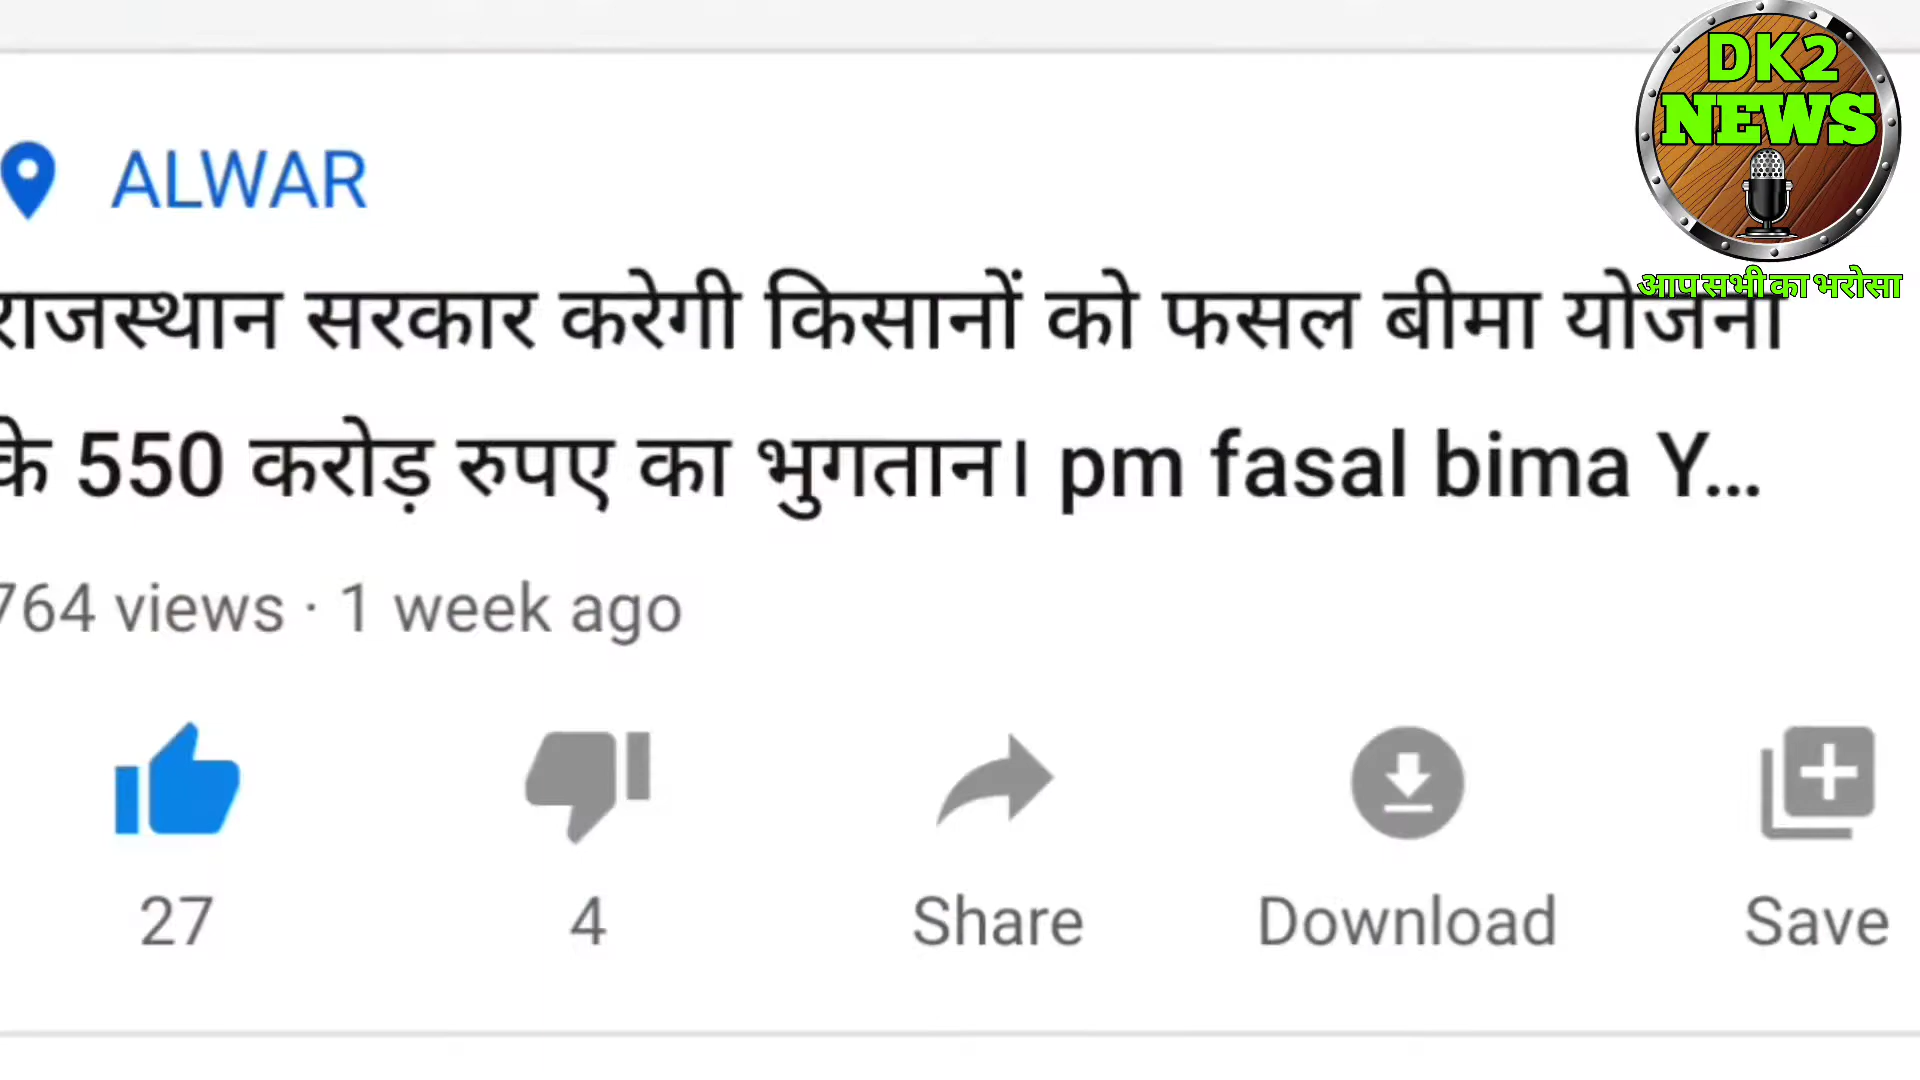 DK2
NEWS
आप सभी का भरोसा
ALWAR
राजस्थान सरकार करेगी किसानों को फसल बीमा योजना
के 550 करोड़ रुपए का भुगतान। pm fasal bima Y...
764 views · 1 week ago
27
4
Share
Download
Save